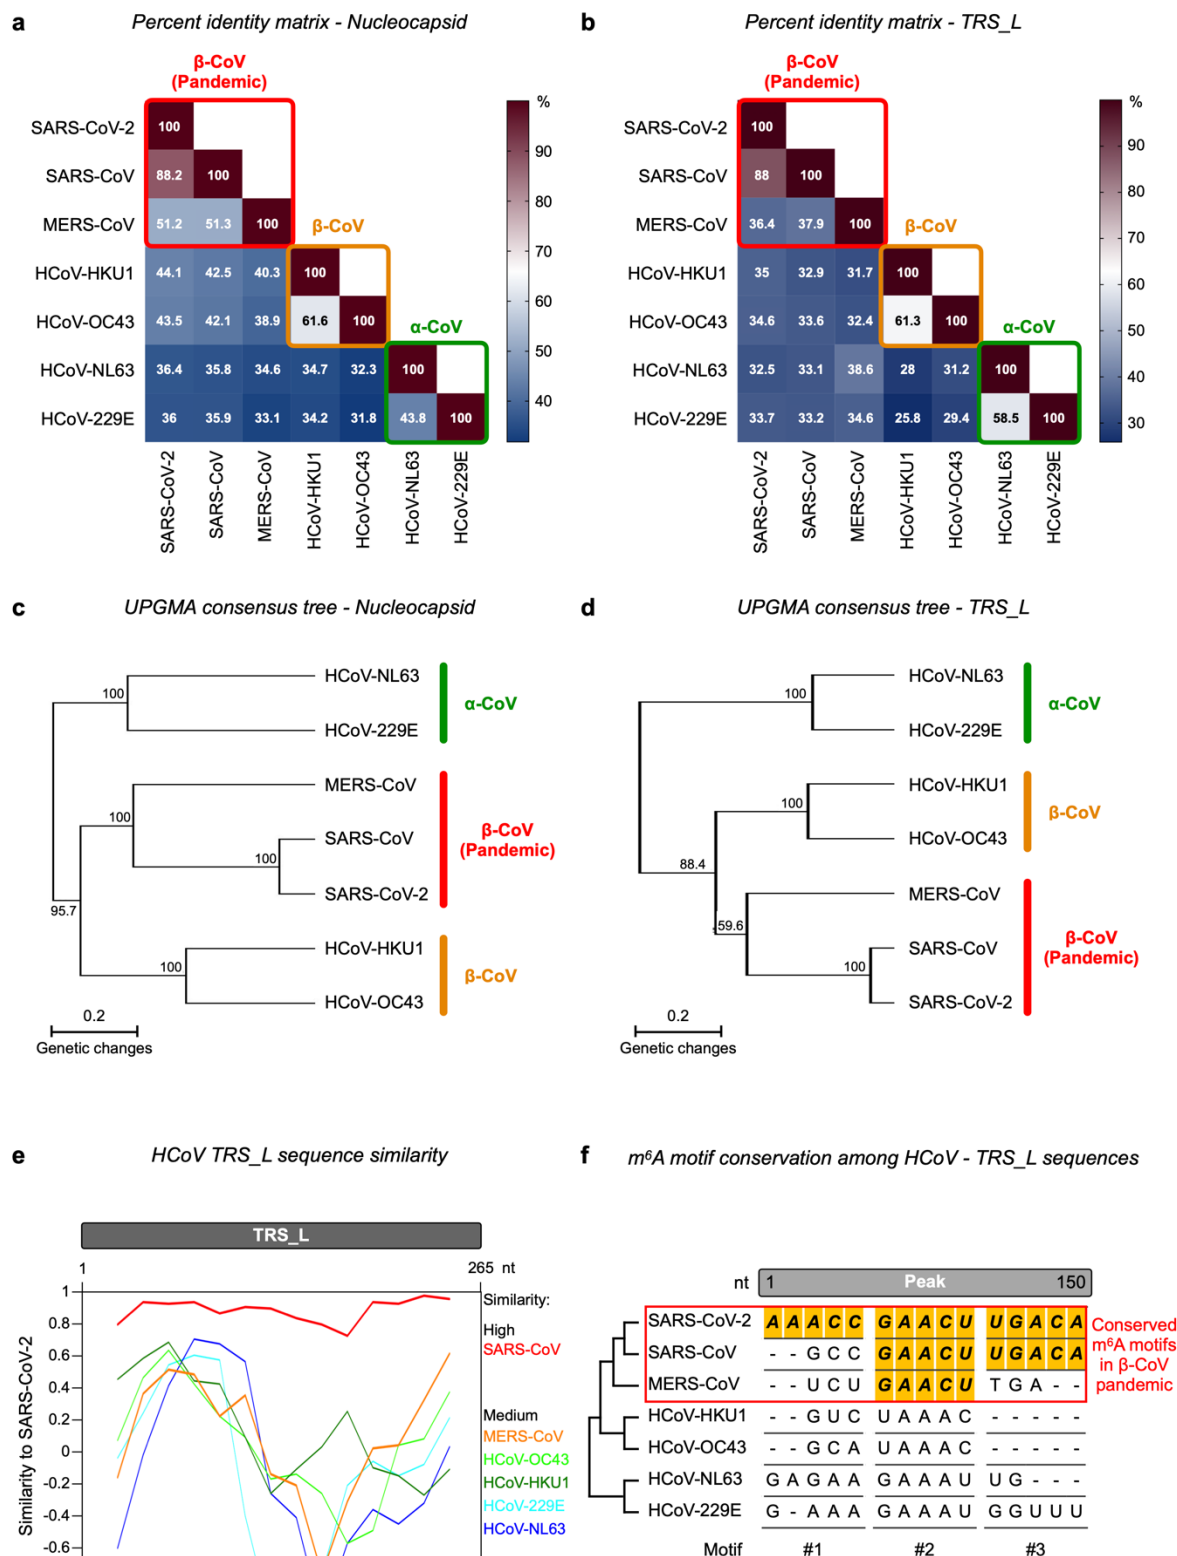 a
Percent identity matrix - Nucleocapsid
β-CoV
(Pandemic)
%
SARS-CoV-2
100
SARS-CoV
88.2 100
MERS-CoV
51.2 51.3 100
β-CoV
HCoV-HKU1
44.1 42.5 40.3 100
HCoV-OC43
43.5 42.1 38.9 61.6 100
α-CoV
HCoV-NL63
36.4 35.8 34.6 34.7 32.3 100
HCoV-229E
36 35.9 33.1 34.2 31.8 43.8 100
90
80
70
60
50
40
SARS-CoV-2
SARS-CoV
MERS-CoV
HCoV-HKU1
HCoV-OC43
HCoV-NL63
HCoV-229E
b
Percent identity matrix - TRS_L
β-CoV
(Pandemic)
%
SARS-CoV-2
100
SARS-CoV
88 100
MERS-CoV
36.4 37.9 100
β-CoV
HCoV-HKU1
35 32.9 31.7 100
HCoV-OC43
34.6 33.6 32.4 61.3 100
α-CoV
HCoV-NL63
32.5 33.1 38.6 28 31.2 100
HCoV-229E
33.7 33.2 34.6 25.8 29.4 58.5 100
90
80
70
60
50
40
30
SARS-CoV-2
SARS-CoV
MERS-CoV
HCoV-HKU1
HCoV-OC43
HCoV-NL63
HCoV-229E
c
UPGMA consensus tree - Nucleocapsid
HCoV-NL63
100
α-CoV
HCoV-229E
MERS-CoV
100
SARS-CoV
β-CoV
(Pandemic)
100
SARS-CoV-2
95.7
HCoV-HKU1
100
β-CoV
HCoV-OC43
0.2
Genetic changes
d
UPGMA consensus tree - TRS_L
HCoV-NL63
100
α-CoV
HCoV-229E
HCoV-HKU1
100
β-CoV
HCoV-OC43
88.4
MERS-CoV
59.6
SARS-CoV
β-CoV
(Pandemic)
100
SARS-CoV-2
0.2
Genetic changes
e
HCoV TRS_L sequence similarity
TRS_L
1 265 nt
Similarity to SARS-CoV-2
1
0.8
0.6
0.4
0.2
0
-0.2
-0.4
-0.6
Similarity:
High
SARS-CoV
Medium
MERS-CoV
HCoV-OC43
HCoV-HKU1
HCoV-229E
HCoV-NL63
f
m⁶A motif conservation among HCoV - TRS_L sequences
nt 1 Peak 150
SARS-CoV-2 A A A C C G A A C U U G A C A
SARS-CoV - - G C C G A A C U U G A C A
MERS-CoV - - U C U G A A C U T G A - -
HCoV-HKU1 - - G U C U A A A C - - - - -
HCoV-OC43 - - G C A U A A A C - - - - -
HCoV-NL63 G A G A A G A A A U U G - - -
HCoV-229E G - A A A G A A A U G G U U U
Motif #1 #2 #3
Conserved
m⁶A motifs
in β-CoV
pandemic